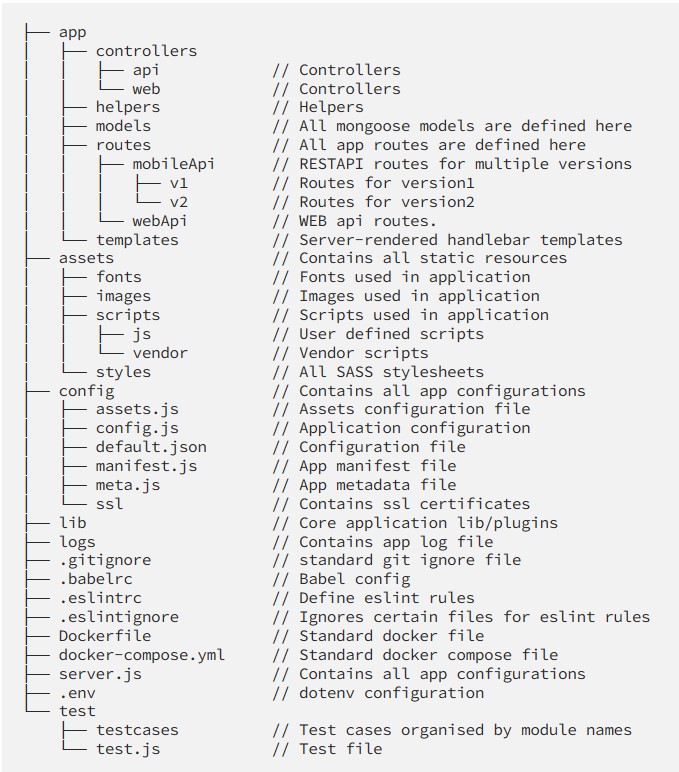 ├── app
│   ├── controllers
│   │   ├── api            // Controllers
│   │   └── web            // Controllers
│   ├── helpers            // Helpers
│   ├── models             // All mongoose models are defined here
│   ├── routes             // All app routes are defined here
│   │   ├── mobileApi      // RESTAPI routes for multiple versions
│   │   │   ├── v1         // Routes for version1
│   │   │   └── v2         // Routes for version2
│   │   └── webApi         // WEB api routes.
│   └── templates          // Server-rendered handlebar templates
├── assets                 // Contains all static resources
│   ├── fonts              // Fonts used in application
│   ├── images             // Images used in application
│   ├── scripts            // Scripts used in application
│   │   ├── js             // User defined scripts
│   │   └── vendor         // Vendor scripts
│   └── styles             // All SASS stylesheets
├── config                 // Contains all app configurations
│   ├── assets.js          // Assets configuration file
│   ├── config.js          // Application configuration
│   ├── default.json       // Configuration file
│   ├── manifest.js        // App manifest file
│   ├── meta.js            // App metadata file
│   └── ssl                // Contains ssl certificates
├── lib                    // Core application lib/plugins
├── logs                   // Contains app log file
├── .gitignore             // standard git ignore file
├── .babelrc               // Babel config
├── .eslintrc              // Define eslint rules
├── .eslintignore          // Ignores certain files for eslint rules
├── Dockerfile             // Standard docker file
├── docker-compose.yml     // Standard docker compose file
├── server.js              // Contains all app configurations
├── .env                   // dotenv configuration
└── test
    ├── testcases          // Test cases organised by module names
    └── test.js            // Test file